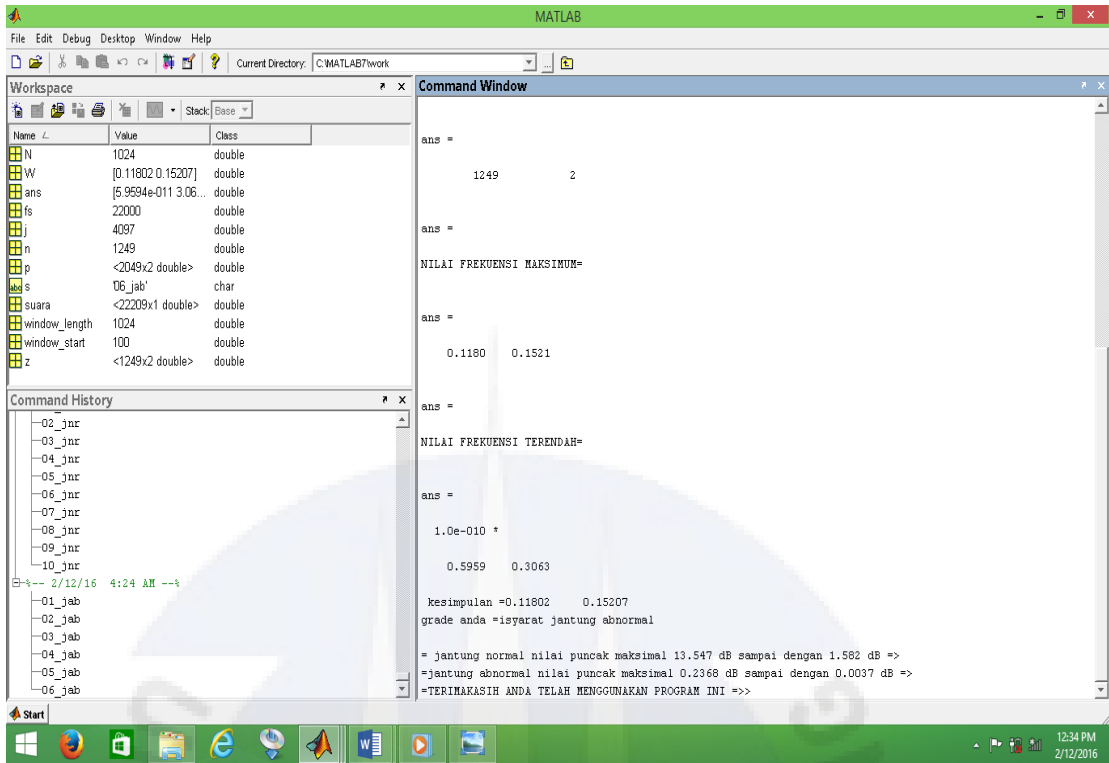 MATLAB
File Edit Debug Desktop Window Help
Current Directory: C:\MATLAB7\work
Workspace
Stack: Base
Name Value Class
N 1024 double
W [0.11802 0.15207] double
ans [5.9594e-011 3.06... double
fs 22000 double
j 4097 double
n 1249 double
p <2049x2 double> double
abc s '06_jab' char
suara <22209x1 double> double
window_length 1024 double
window_start 100 double
z <1249x2 double> double
Command History
02_jnr
03_jnr
04_jnr
05_jnr
06_jnr
07_jnr
08_jnr
09_jnr
10_jnr
%-- 2/12/16 4:24 AM --%
01_jab
02_jab
03_jab
04_jab
05_jab
06_jab
Command Window
ans =
1249 2
ans =
NILAI FREKUENSI MAKSIMUM=
ans =
0.1180 0.1521
ans =
NILAI FREKUENSI TERENDAH=
ans =
1.0e-010 *
0.5959 0.3063
kesimpulan =0.11802 0.15207
grade anda =isyarat jantung abnormal
= jantung normal nilai puncak maksimal 13.547 dB sampai dengan 1.582 dB =>
=jantung abnormal nilai puncak maksimal 0.2368 dB sampai dengan 0.0037 dB =>
=TERIMAKASIH ANDA TELAH MENGGUNAKAN PROGRAM INI =>>
Start
12:34 PM
2/12/2016